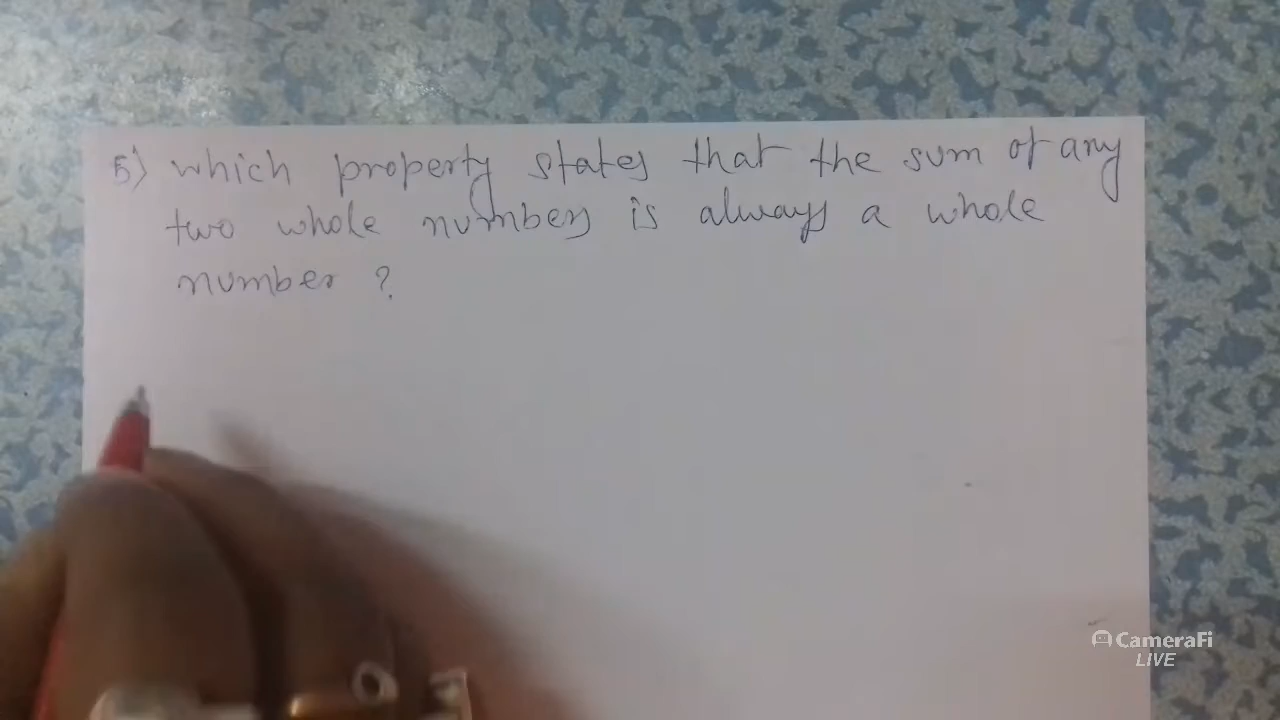 5) which property states that the sum of any
two whole numbers is always a whole
number ?
CameraFi
LIVE